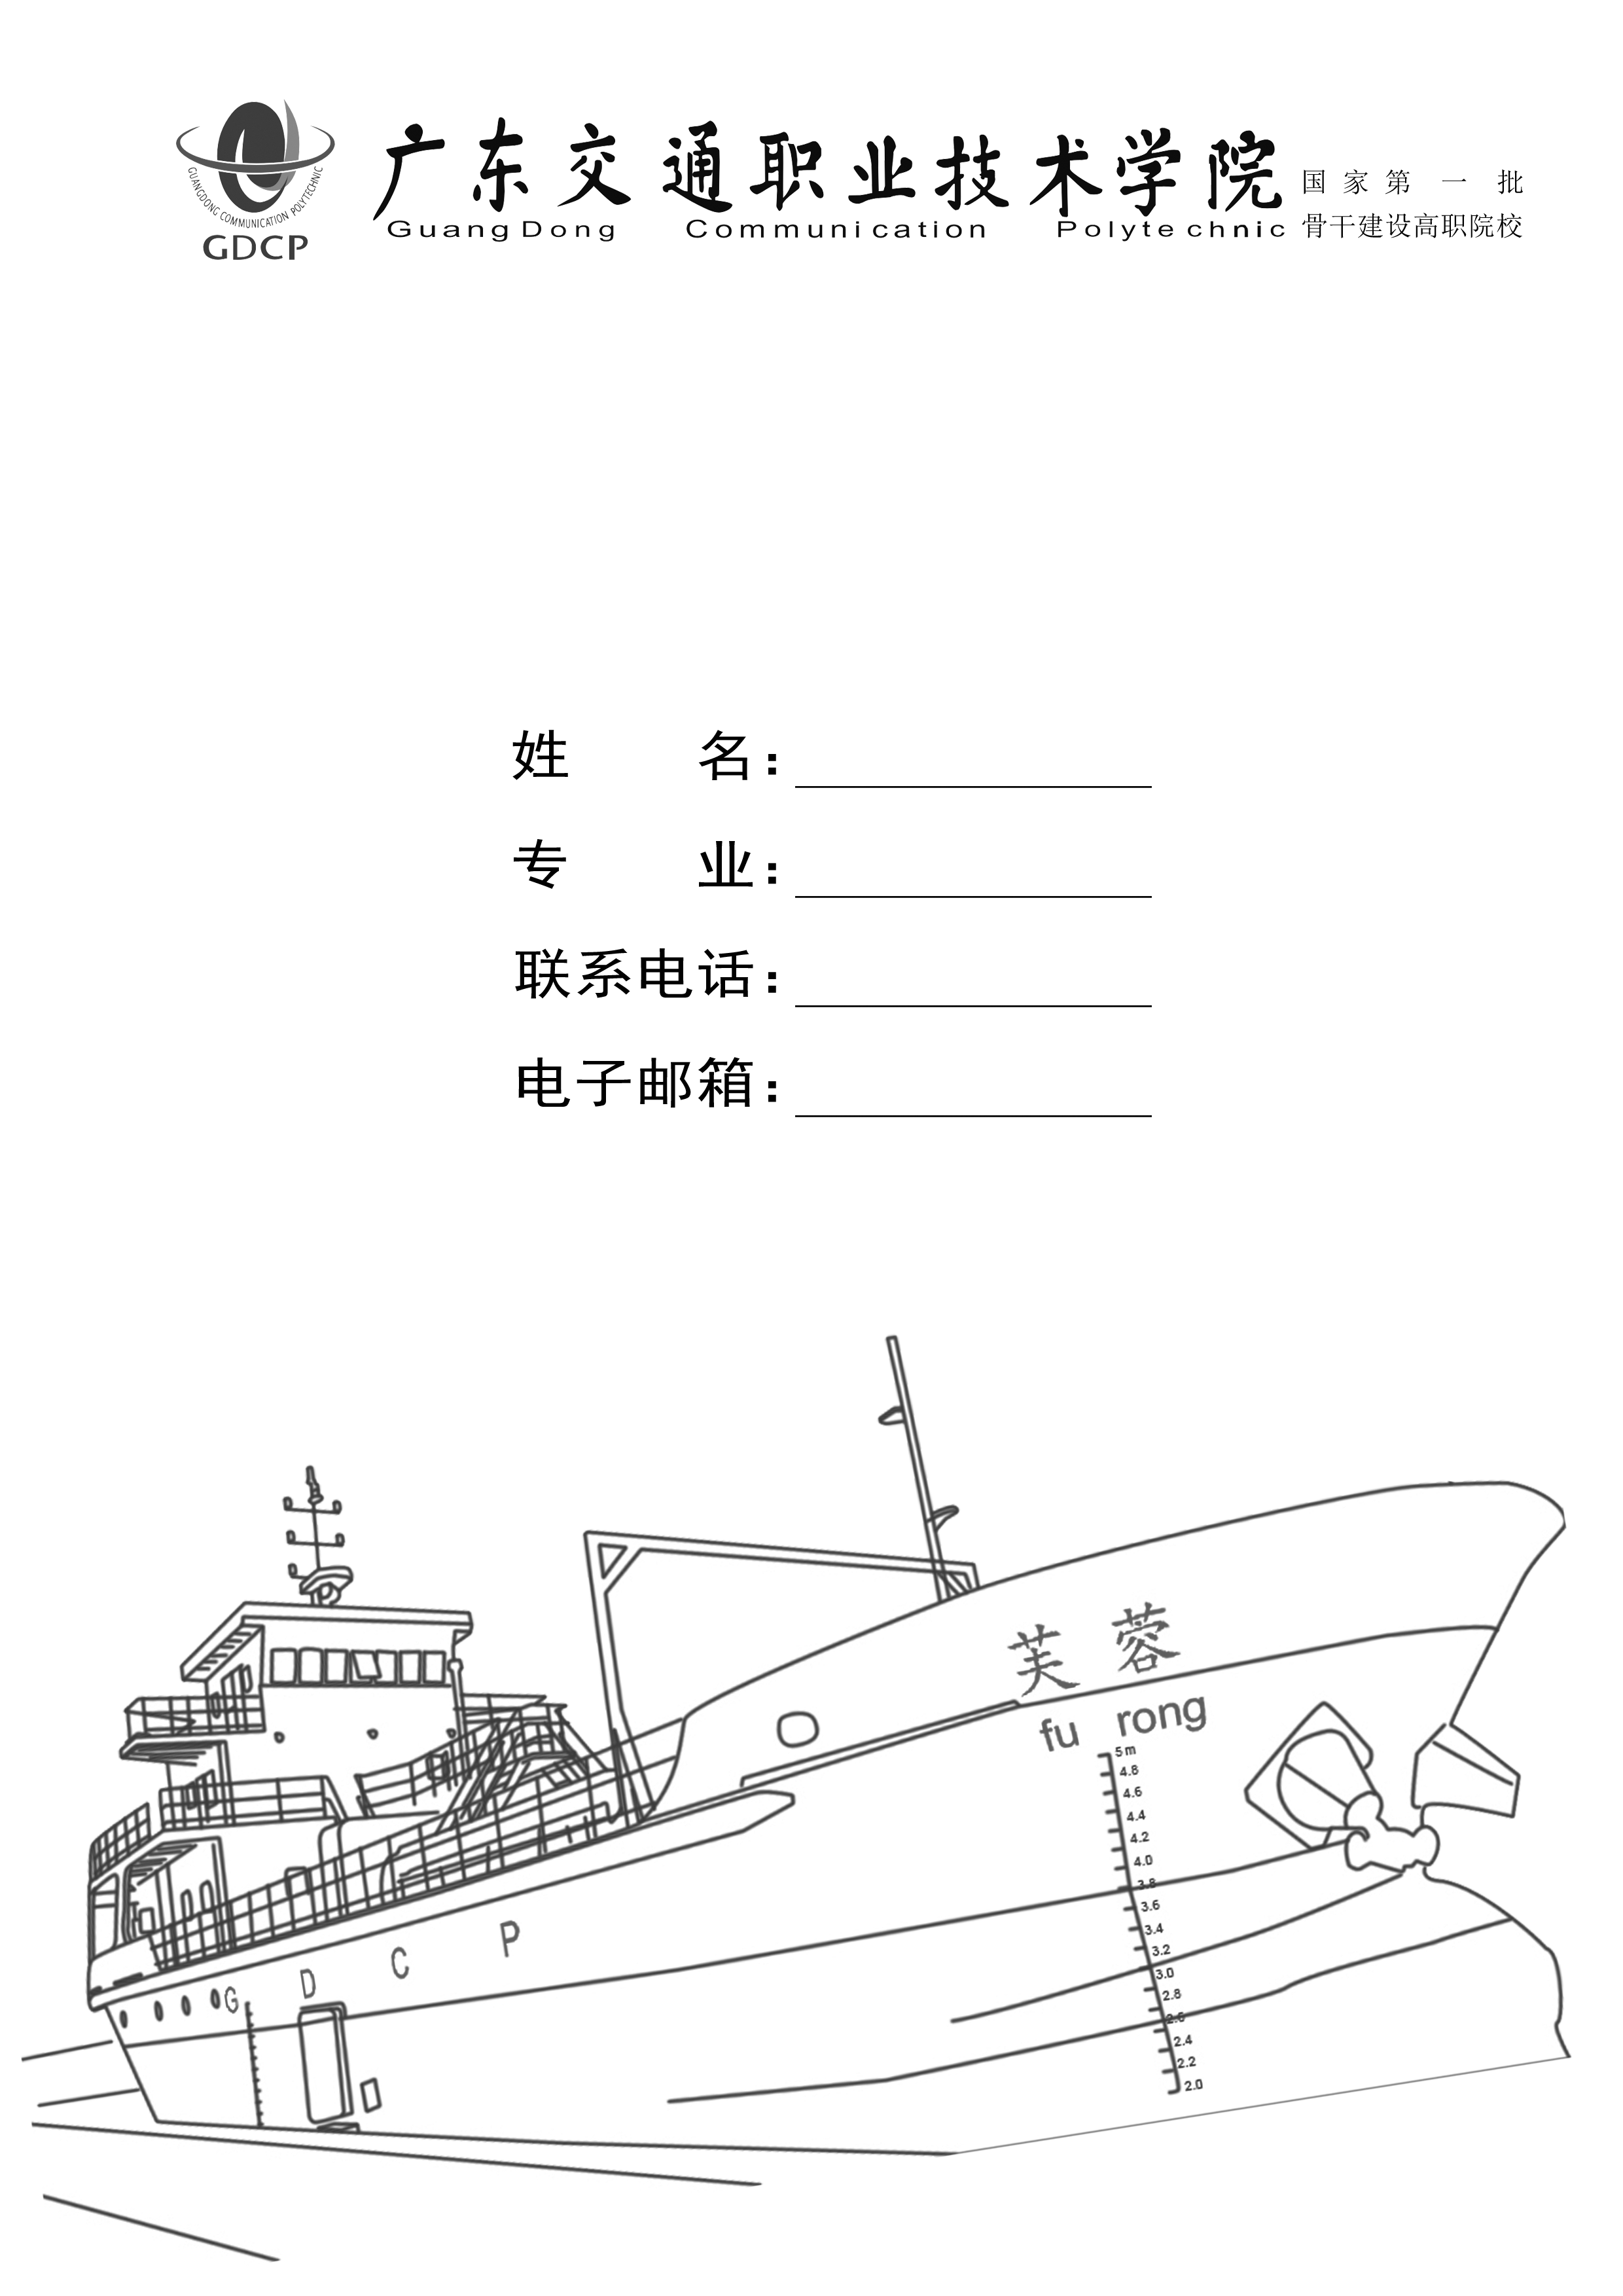 广东交通职业技术学院
GuangDong Communication Polytechnic
国家第一批
骨干建设高职院校
GUANGDONG COMMUNICATION POLYTECHNIC
GDCP
姓 名：
专 业：
联系电话：
电子邮箱：
芙蓉
fu rong
5m
4.8
4.6
4.4
4.2
4.0
3.8
3.6
3.4
3.2
3.0
2.8
2.6
2.4
2.2
2.0
G D C P